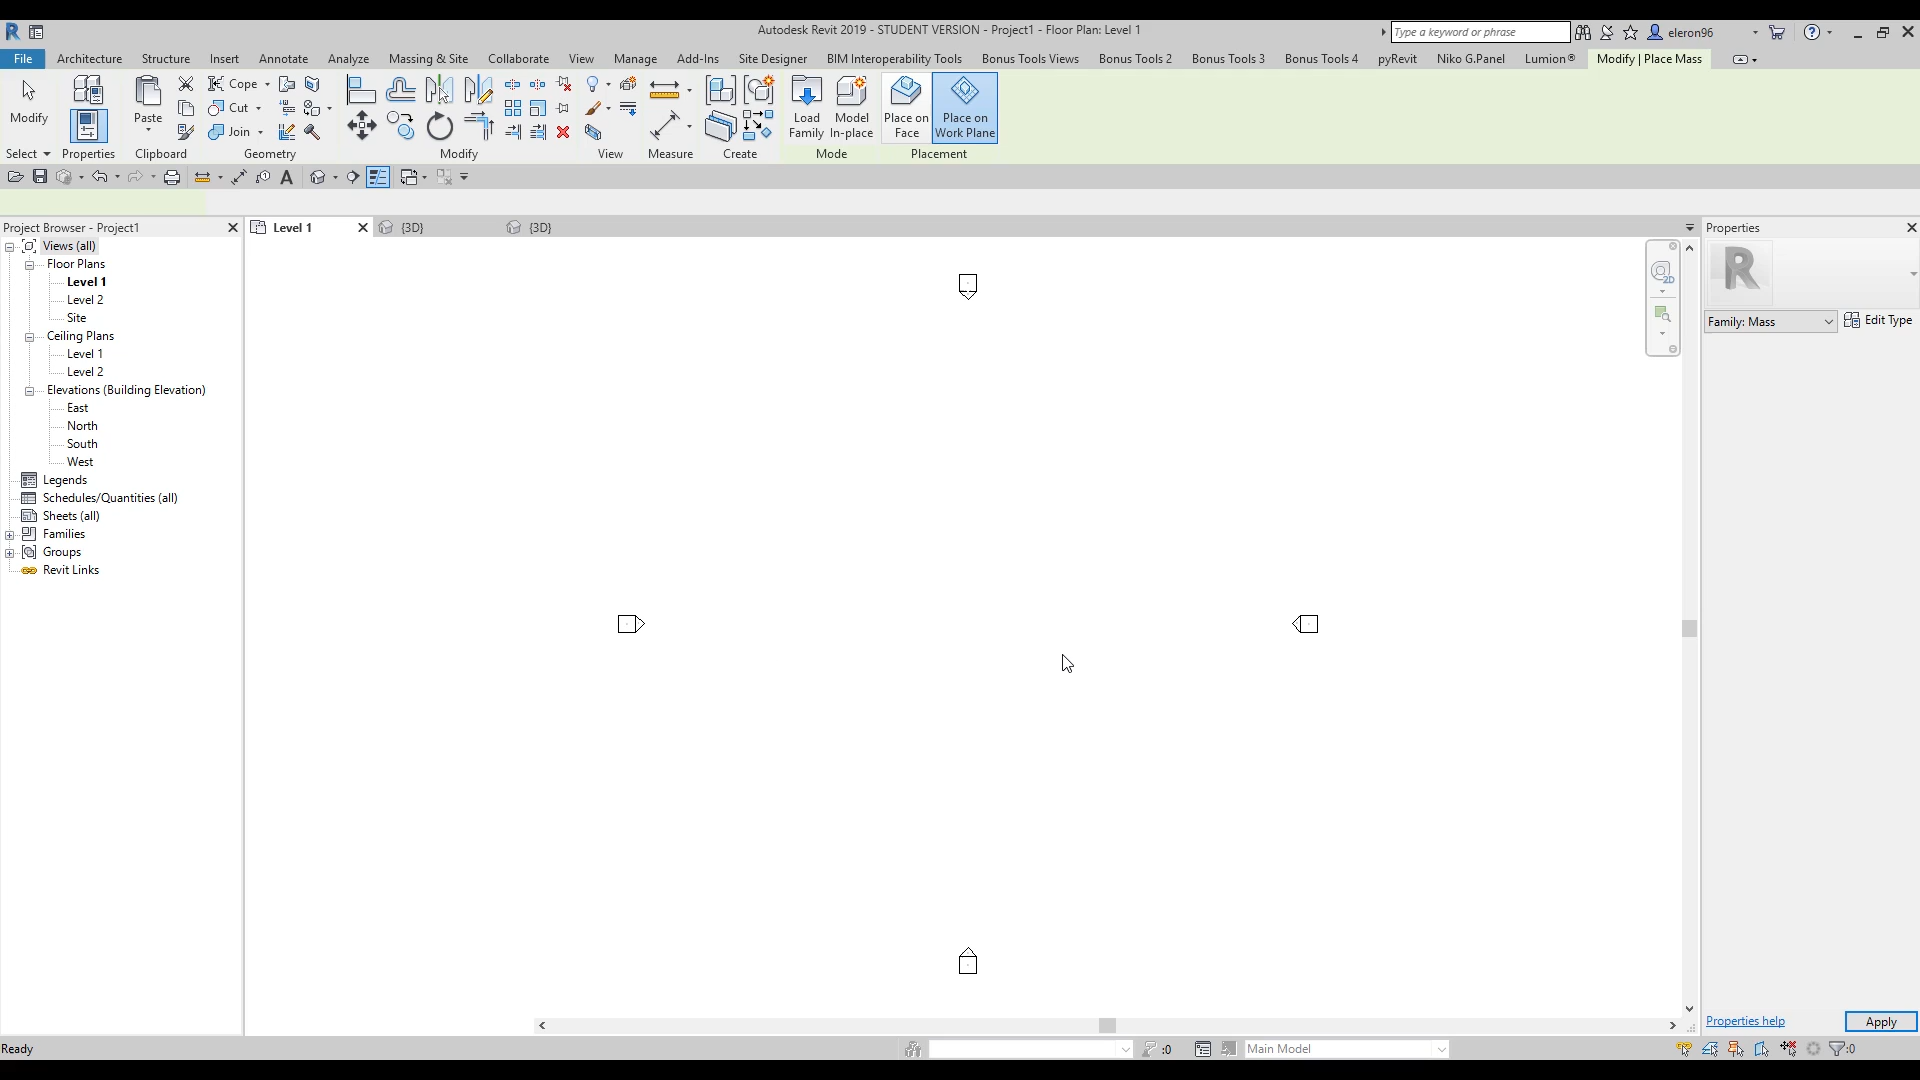 Autodesk Revit 2019 - STUDENT VERSION - Project1 - Floor Plan: Level 1
Type a keyword or phrase
eleron96
File Architecture Structure Insert Annotate Analyze Massing & Site Collaborate View Manage Add-Ins Site Designer BIM Interoperability Tools Bonus Tools Views Bonus Tools 2 Bonus Tools 3 Bonus Tools 4 pyRevit Niko G.Panel Lumion® Modify | Place Mass
Modify
Paste
Cope
Cut
Join
Load Family
Model In-place
Place on Face
Place on Work Plane
Select Properties Clipboard Geometry Modify View Measure Create Mode Placement
Project Browser - Project1
Level 1
{3D}
{3D}
Properties
Views (all)
Floor Plans
Level 1
Level 2
Site
Ceiling Plans
Level 1
Level 2
Elevations (Building Elevation)
East
North
South
West
Legends
Schedules/Quantities (all)
Sheets (all)
Families
Groups
Revit Links
2D
Family: Mass
Edit Type
Properties help
Apply
Ready
:0
Main Model
:0